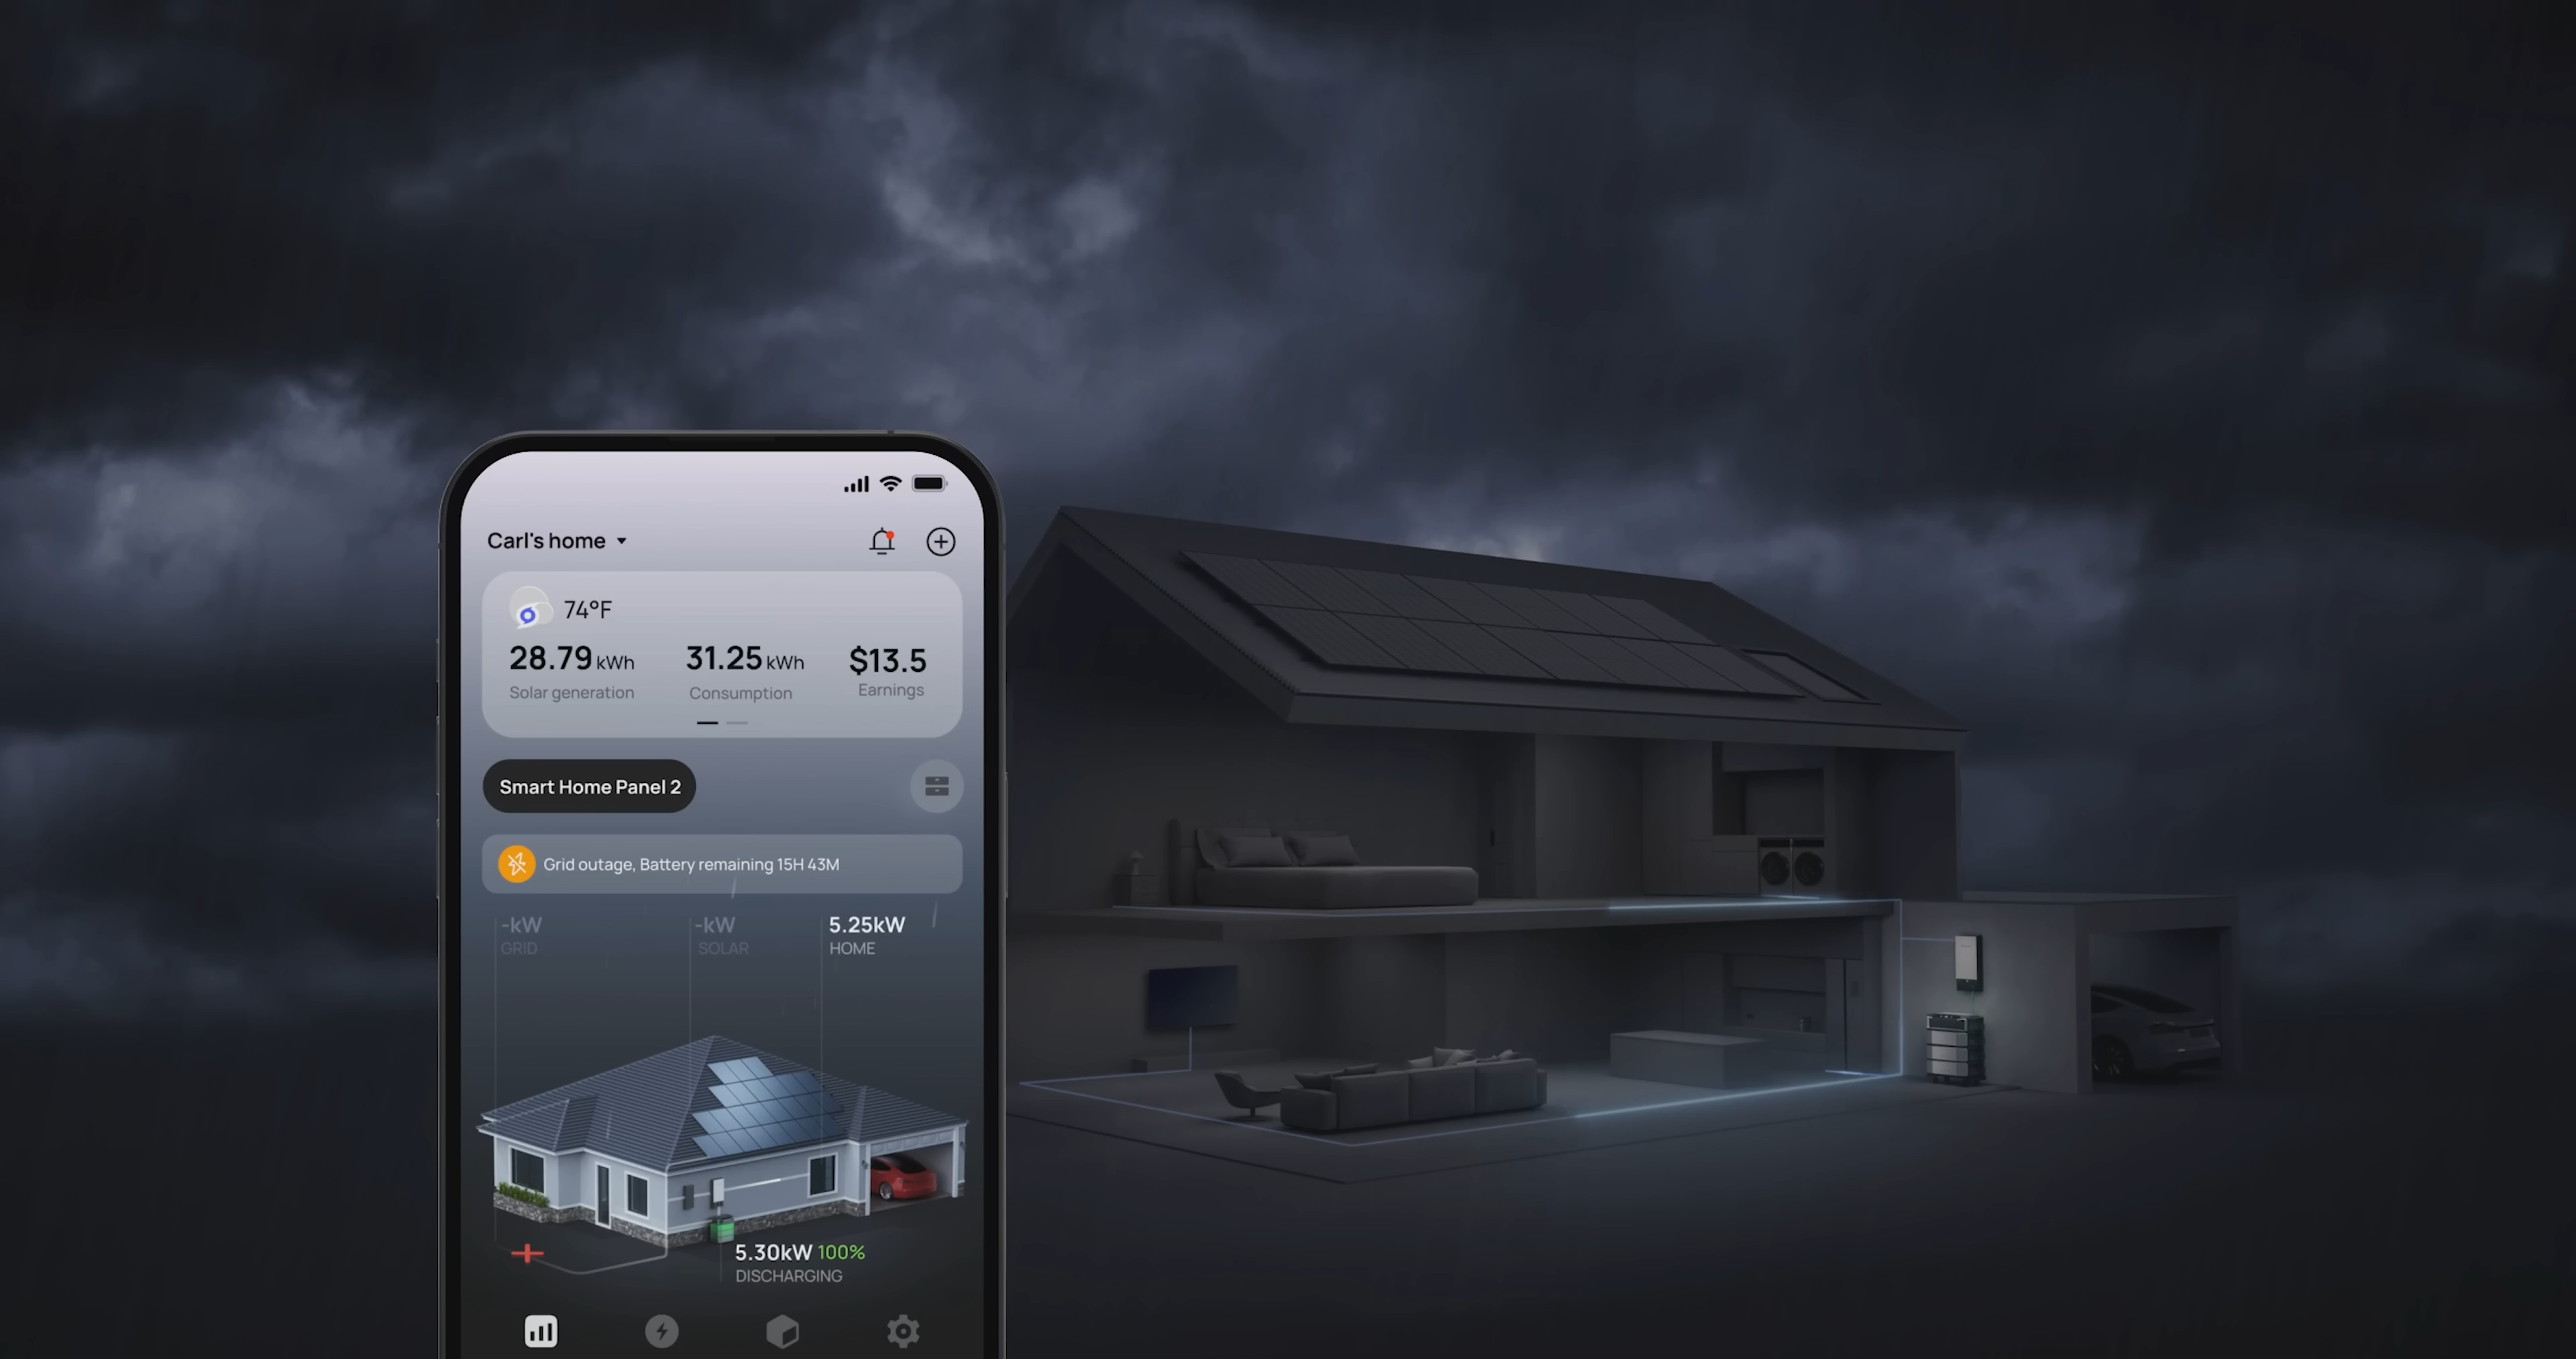 Carl's home
74°F
28.79 kWh 31.25 kWh $13.5
Solar generation Consumption Earnings
Smart Home Panel 2
Grid outage, Battery remaining 15H 43M
-kW -kW 5.25kW
GRID SOLAR HOME
5.30kW 100%
DISCHARGING